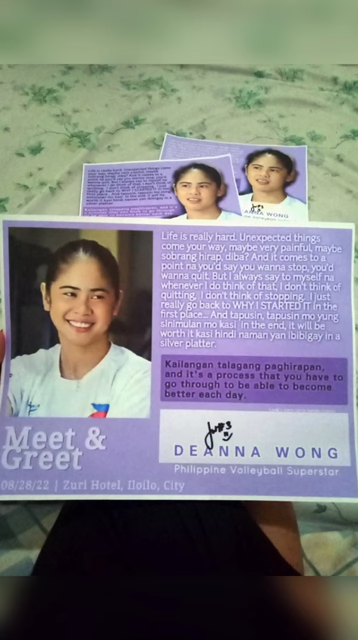 Life is really hard. Unexpected things
come your way, maybe very painful, maybe
sobrang hirap, diba? And it comes to a
point na you'd say you wanna stop, you'd
wanna quit. But I always say to myself na
whenever I do think of that, I don't think of
quitting, I don't think of stopping.. I just
really go back to WHY I STARTED IT in the
first place... And tapusin, tapusin mo yung
sinimulan mo kasi In the end, it will be
worth it kasi hindi naman yan ibibigay in a
silver platter.
Kailangan talagang paghirapan,
and it's a process that you have to
go through to be able to become
better each day.
Meet &
Greet
DEANNA WONG
Philippine Volleyball Superstar
08/28/22 | Zuri Hotel, Iloilo, City